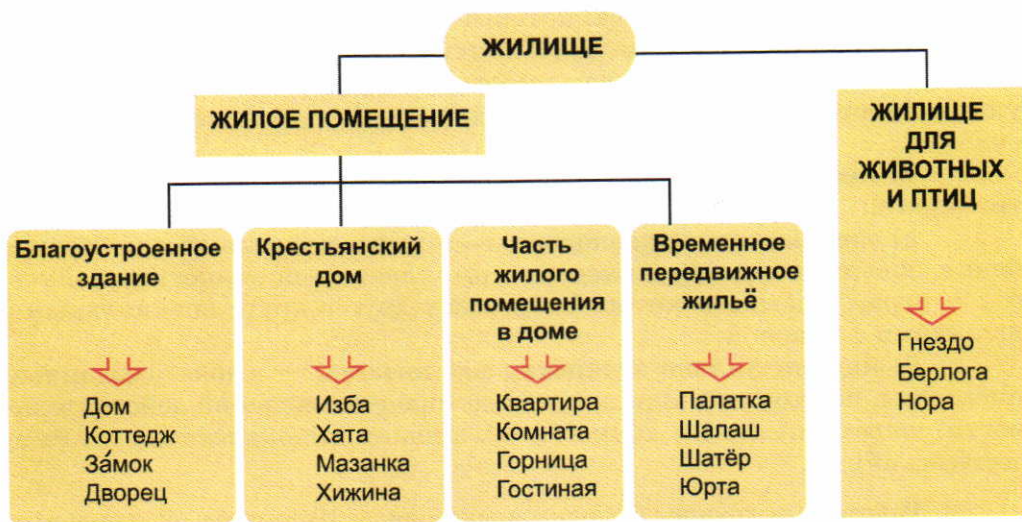 ЖИЛИЩЕ
ЖИЛОЕ ПОМЕЩЕНИЕ
Благоустроенное
здание
Дом
Коттедж
За́мок
Дворец
Крестьянский
дом
Изба
Хата
Мазанка
Хижина
Часть
жилого
помещения
в доме
Квартира
Комната
Горница
Гостиная
Временное
передвижное
жильё
Палатка
Шалаш
Шатёр
Юрта
ЖИЛИЩЕ
ДЛЯ
ЖИВОТНЫХ
И ПТИЦ
Гнездо
Берлога
Нора